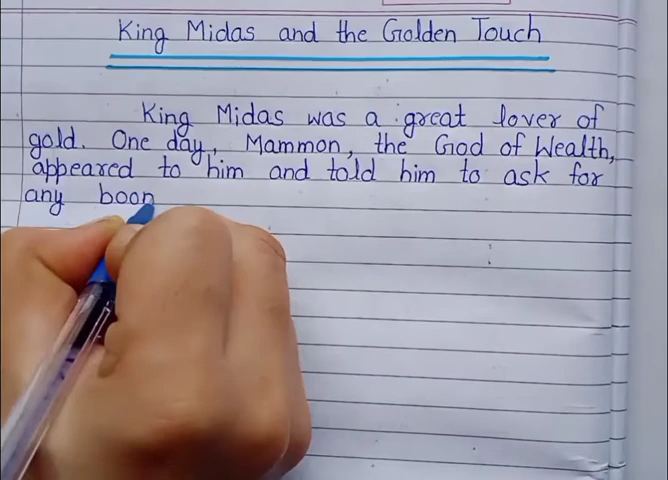 King Midas and the Golden Touch
King Midas was a great lover of
gold. One day, Mammon, the God of Wealth,
appeared to him and told him to ask for
any boon